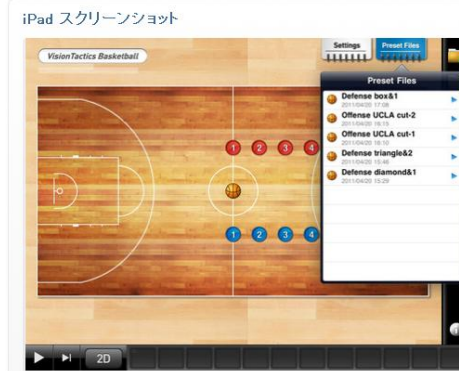 iPad スクリーンショット
VisionTactics Basketball
Settings
Preset Files
Preset Files
Defense box&1
2011/04/20 17:08
Offense UCLA cut-2
2011/04/20 16:15
Offense UCLA cut-1
2011/04/20 16:10
Defense triangle&2
2011/04/20 15:46
Defense diamond&1
2011/04/20 15:29
1 2 3 4
1 2 3 4
2D